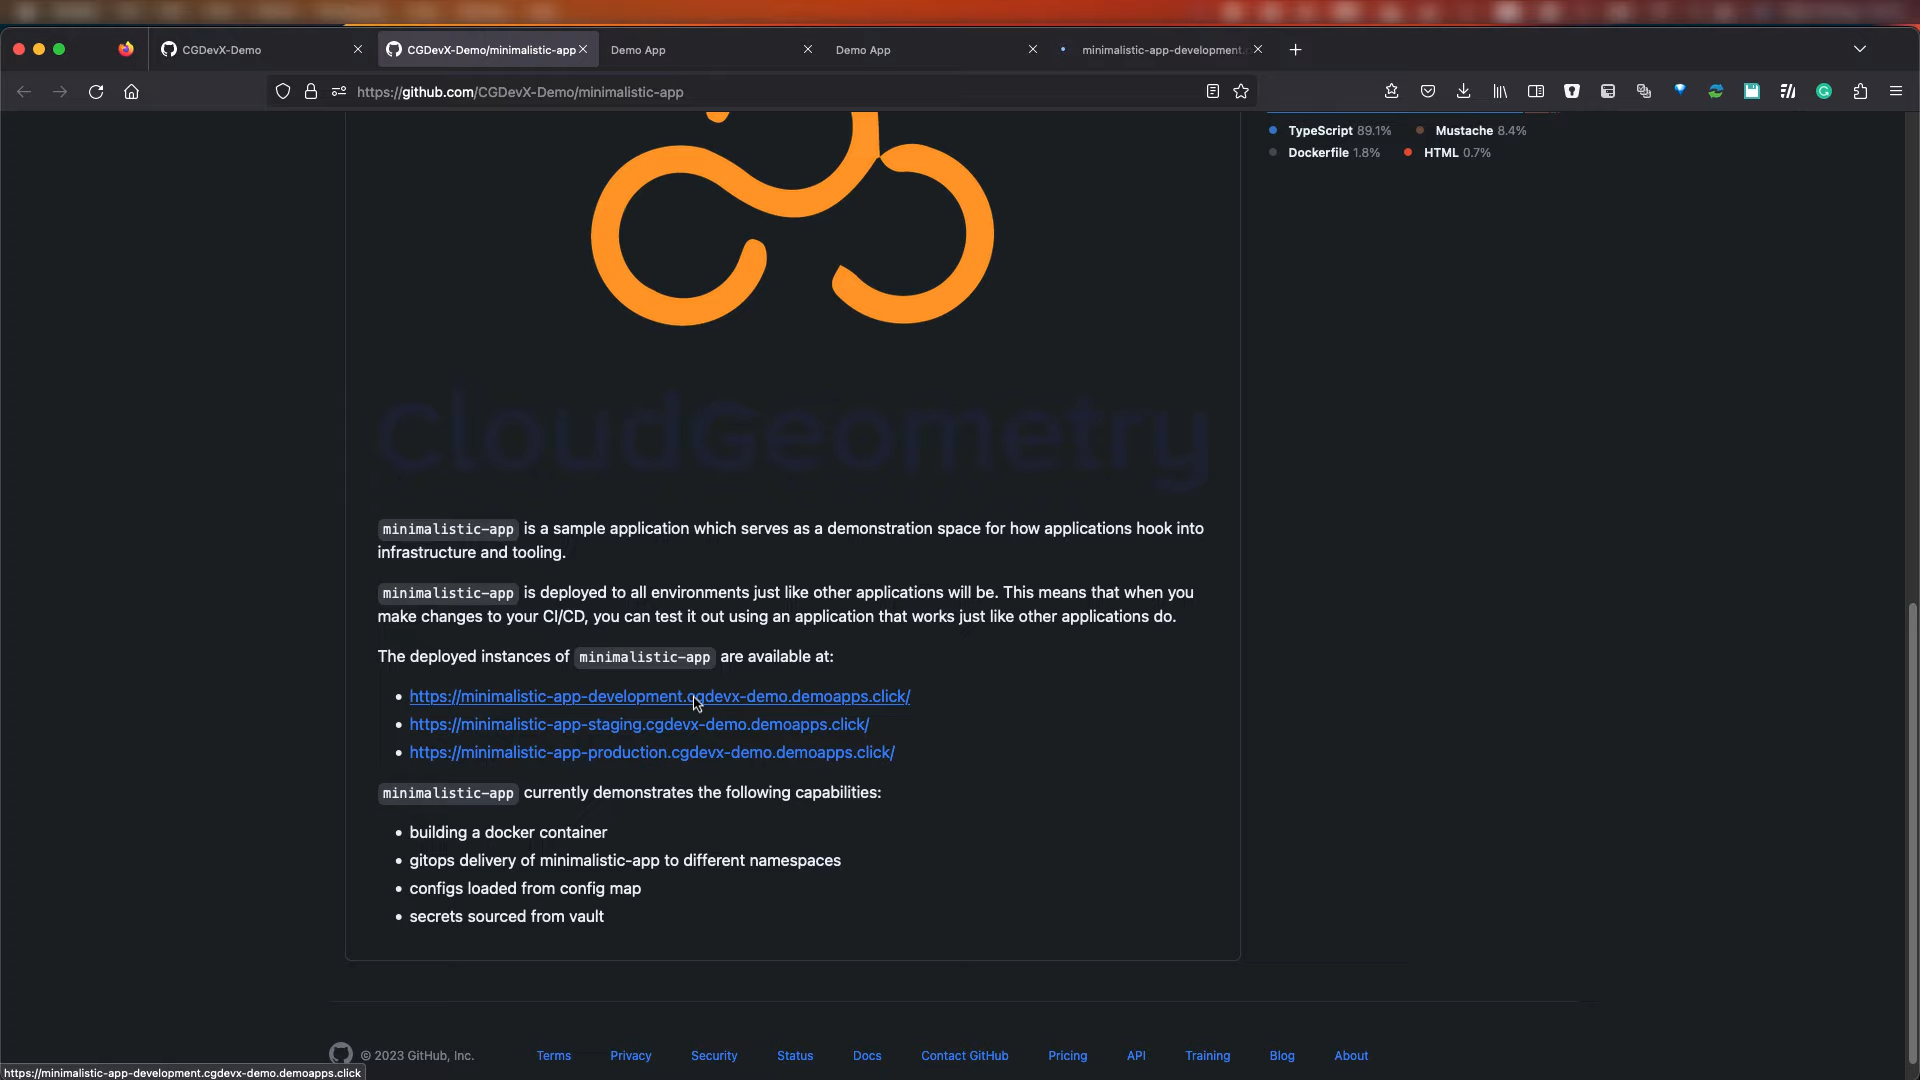 CGDevX-Demo
CGDevX-Demo/minimalistic-app
Demo App
Demo App
minimalistic-app-development.
https://github.com/CGDevX-Demo/minimalistic-app
TypeScript 89.1%
Mustache 8.4%
Dockerfile 1.8%
HTML 0.7%
CloudGeometry
minimalistic-app is a sample application which serves as a demonstration space for how applications hook into
infrastructure and tooling.
minimalistic-app is deployed to all environments just like other applications will be. This means that when you
make changes to your CI/CD, you can test it out using an application that works just like other applications do.
The deployed instances of minimalistic-app are available at:
• https://minimalistic-app-development.cgdevx-demo.demoapps.click/
• https://minimalistic-app-staging.cgdevx-demo.demoapps.click/
• https://minimalistic-app-production.cgdevx-demo.demoapps.click/
minimalistic-app currently demonstrates the following capabilities:
• building a docker container
• gitops delivery of minimalistic-app to different namespaces
• configs loaded from config map
• secrets sourced from vault
© 2023 GitHub, Inc.
Terms
Privacy
Security
Status
Docs
Contact GitHub
Pricing
API
Training
Blog
About
https://minimalistic-app-development.cgdevx-demo.demoapps.click